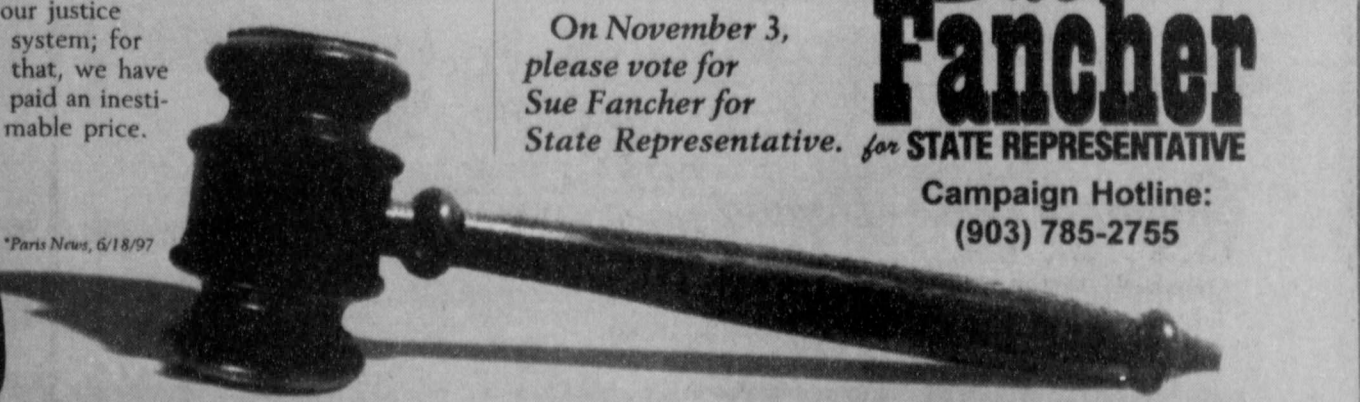 our justice
system; for
that, we have
paid an inesti-
mable price.
*Paris News, 6/18/97
On November 3,
please vote for
Sue Fancher for
State Representative.
Fancher
for STATE REPRESENTATIVE
Campaign Hotline:
(903) 785-2755